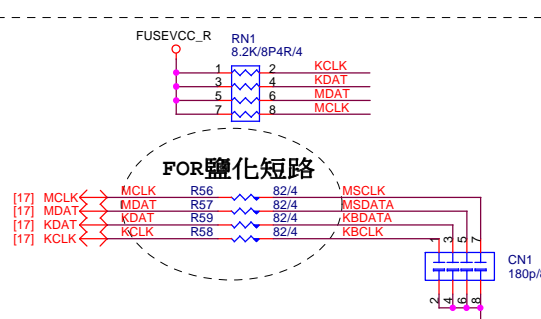 FUSEVCC_R
RN1
8.2K/8P4R/4
1 2 KCLK
3 4 KDAT
5 6 MDAT
7 8 MCLK
FOR鹽化短路
[17] MCLK MCLK R56 82/4 MSCLK
[17] MDAT MDAT R57 82/4 MSDATA
[17] KDAT KDAT R59 82/4 KBDATA
[17] KCLK KCLK R58 82/4 KBCLK
1 3 5 7
CN1
180p/8
2 4 6 8